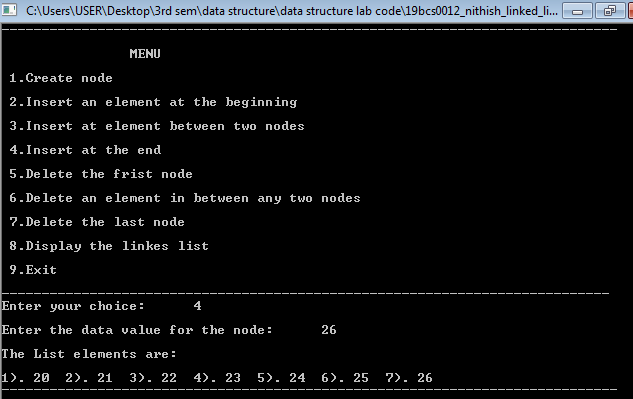 C:\Users\USER\Desktop\3rd sem\data structure\data structure lab code\19bcs0012_nithish_linked_li...
MENU
1.Create node
2.Insert an element at the beginning
3.Insert at element between two nodes
4.Insert at the end
5.Delete the frist node
6.Delete an element in between any two nodes
7.Delete the last node
8.Display the linkes list
9.Exit
Enter your choice: 4
Enter the data value for the node: 26
The List elements are:
1). 20 2). 21 3). 22 4). 23 5). 24 6). 25 7). 26